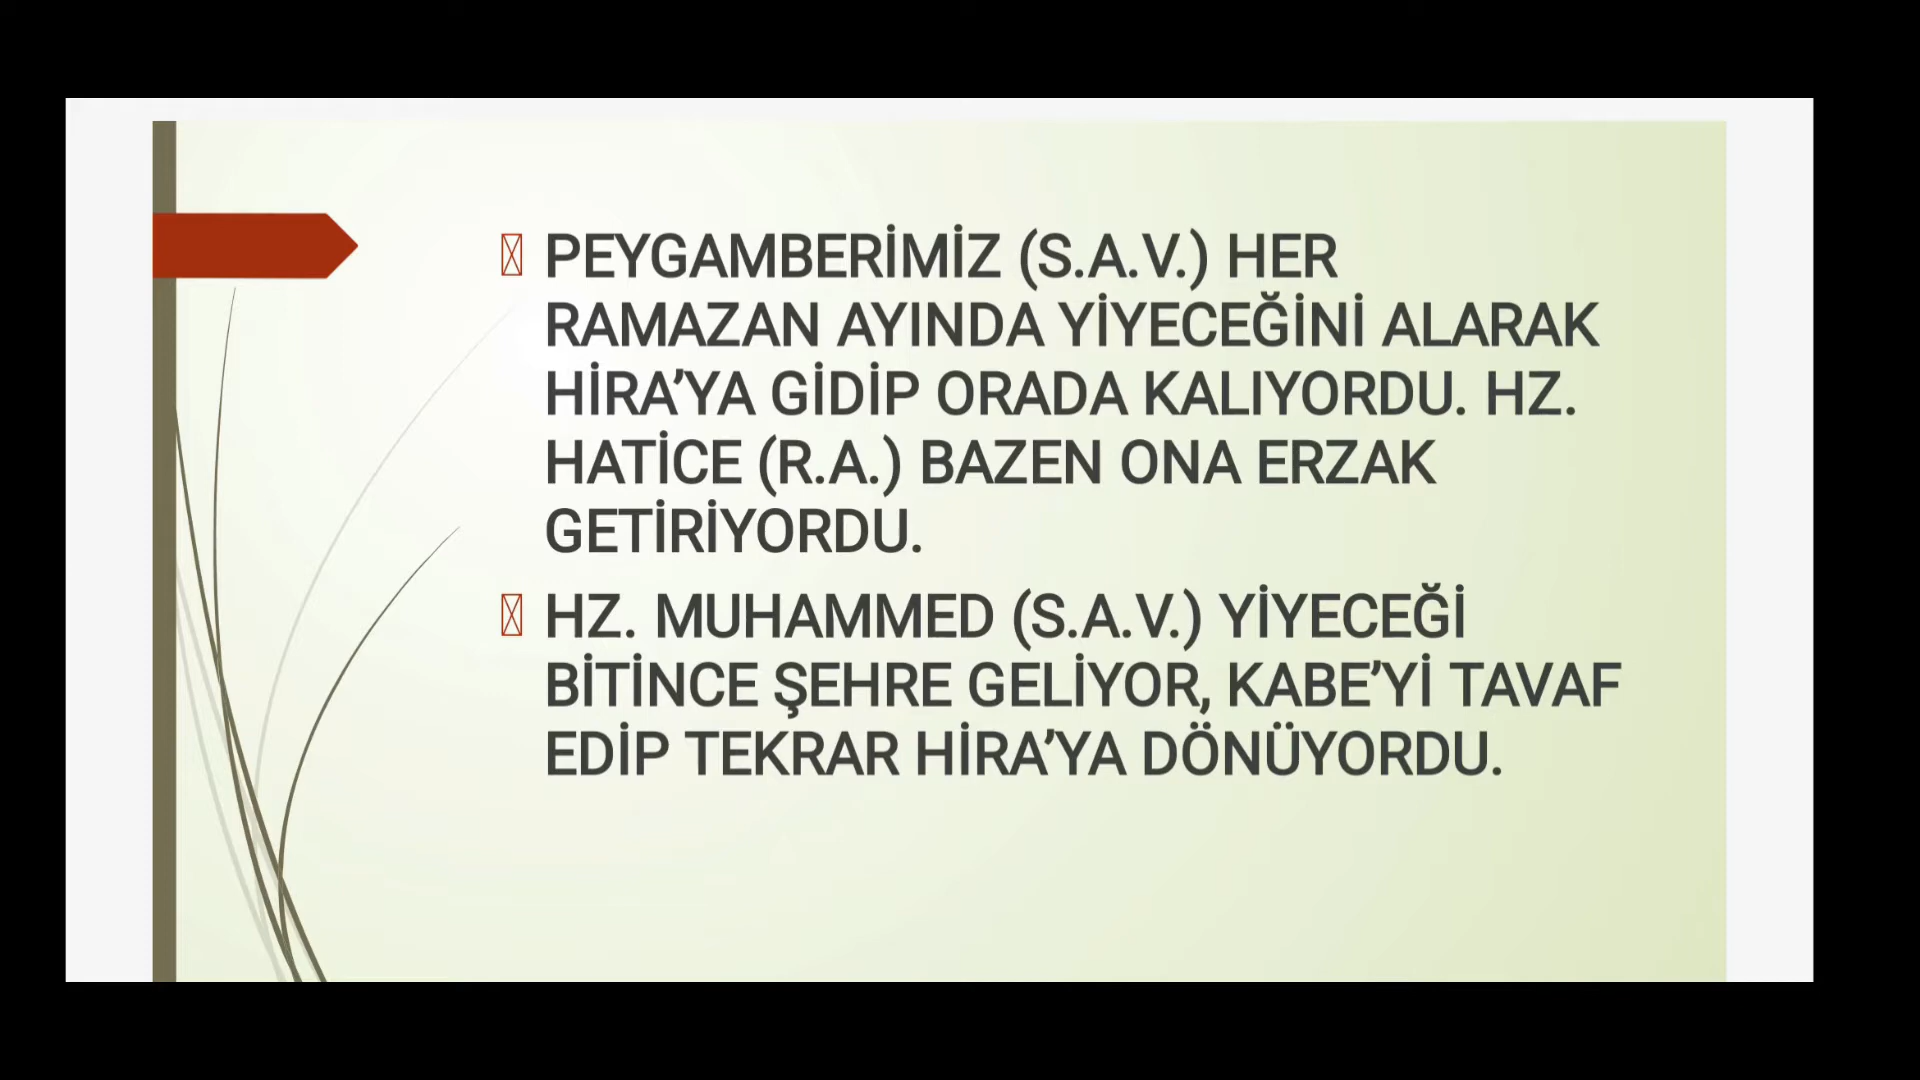 PEYGAMBERİMİZ (S.A.V.) HER
RAMAZAN AYINDA YİYECEĞİNİ ALARAK
HİRA’YA GİDİP ORADA KALIYORDU. HZ.
HATİCE (R.A.) BAZEN ONA ERZAK
GETİRİYORDU.
HZ. MUHAMMED (S.A.V.) YİYECEĞİ
BİTİNCE ŞEHRE GELİYOR, KABE’Yİ TAVAF
EDİP TEKRAR HİRA’YA DÖNÜYORDU.